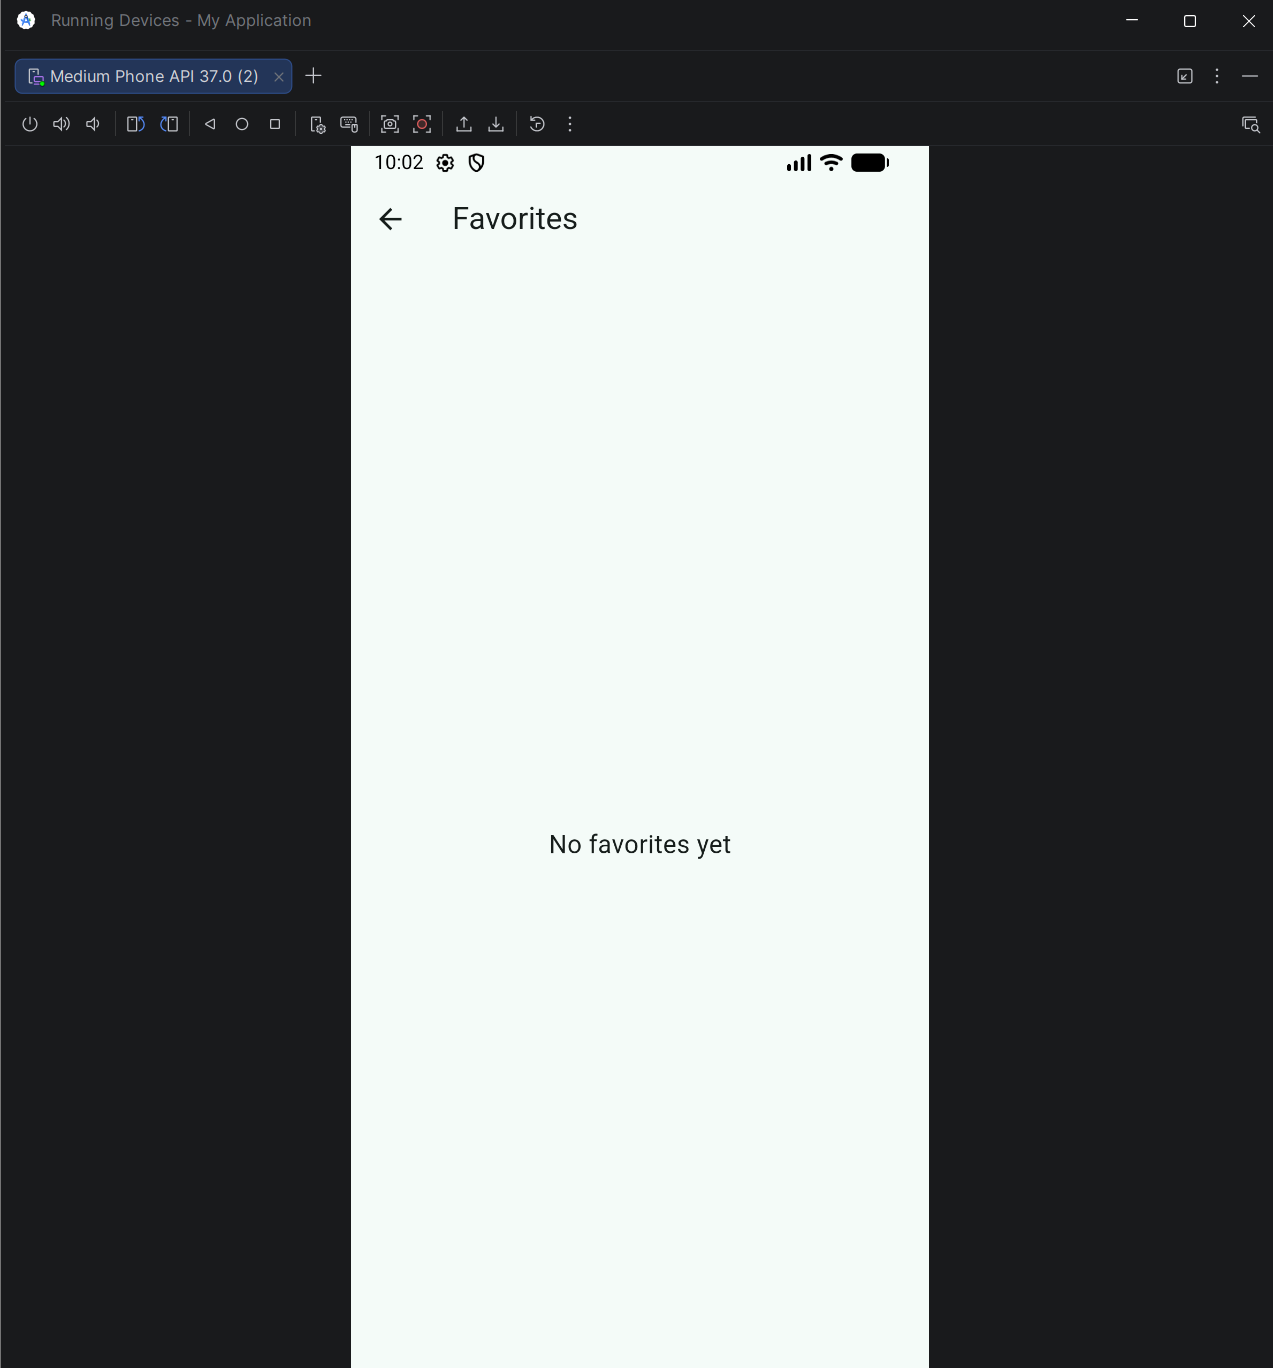 Running Devices - My Application
Medium Phone API 37.0 (2)
10:02
Favorites
No favorites yet